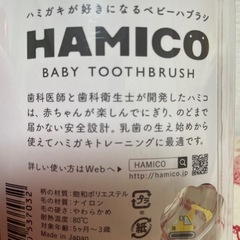 ハミガキが好きになるベビーハブラシ
HAMICO
BABY TOOTHBRUSH
歯科医師と歯科衛生士が開発したハミコ
は、赤ちゃんが楽しんでにぎり、のどまで
届かない安全設計。乳歯の生え始めから
使えてハミガキトレーニングに最適です。
詳しい使い方はWebへ
HAMICO
http://hamico.jp
柄の材質:飽和ポリエステル
毛の材質:ナイロン
毛の硬さ:やわらかめ
耐熱温度:80℃
対象年齢:5ヶ月〜3歳
Made in Japan
紙
プラ
537032